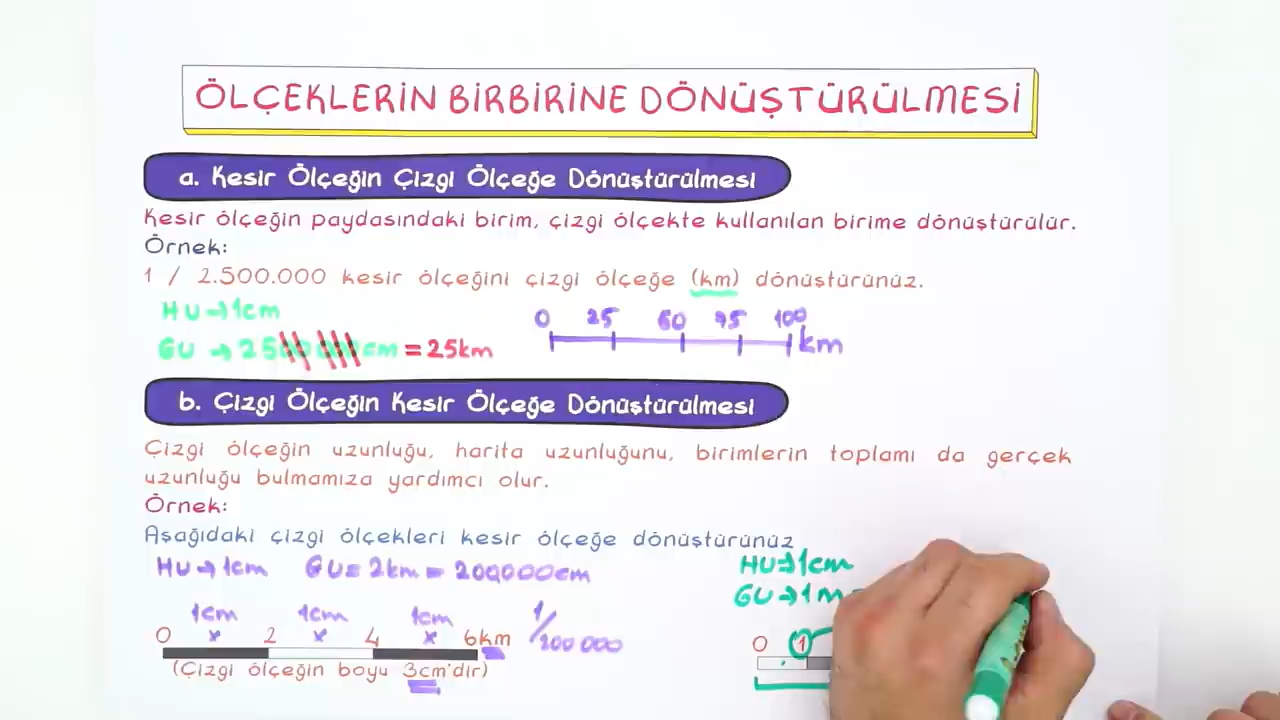 ÖLÇEKLERİN BİRBİRİNE DÖNÜŞTÜRÜLMESİ
a. Kesir Ölçeğin Çizgi Ölçeğe Dönüştürülmesi
Kesir ölçeğin paydasındaki birim, çizgi ölçekte kullanılan birime dönüştürülür.
Örnek:
1 / 2.500.000 kesir ölçeğini çizgi ölçeğe (km) dönüştürünüz.
HU → 1cm
GU → 2500000cm = 25km
0 25 50 75 100 km
b. Çizgi Ölçeğin Kesir Ölçeğe Dönüştürülmesi
Çizgi ölçeğin uzunluğu, harita uzunluğunu, birimlerin toplamı da gerçek
uzunluğu bulmamıza yardımcı olur.
Örnek:
Aşağıdaki çizgi ölçekleri kesir ölçeğe dönüştürünüz
HU → 1cm GU = 2km = 200000cm
1cm 1cm 1cm 1/200 000
0 2 4 6km
(Çizgi ölçeğin boyu 3cm'dir)
HU → 1cm
GU → 1m
0 1